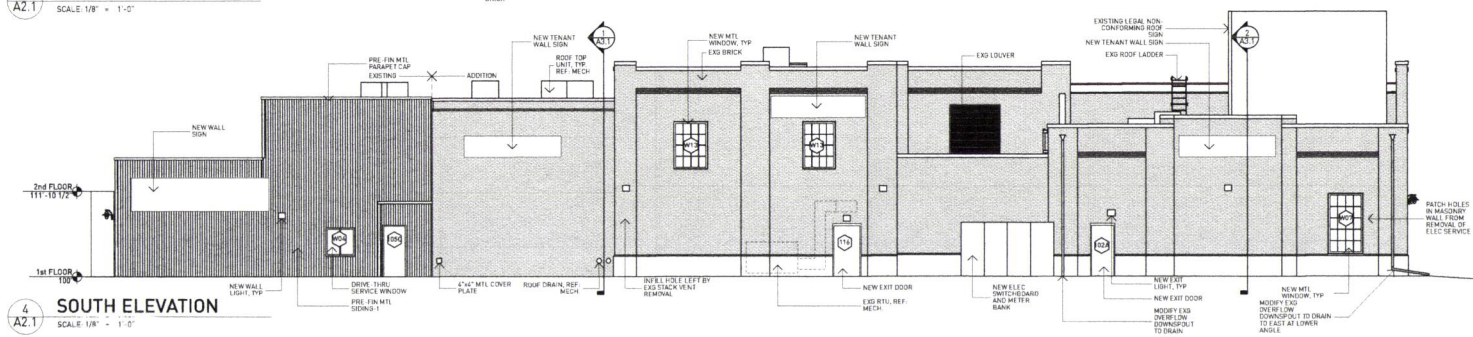 A2.1
SCALE: 1/8" = 1'-0"
NEW WALL
SIGN
PRE-FIN MTL
PARAPET CAP
EXISTING
ADDITION
NEW TENANT
WALL SIGN
ROOF TOP
UNIT, TYP.
REF: MECH
1
A3.1
NEW MTL
WINDOW, TYP
EXG BRICK
NEW TENANT
WALL SIGN
EXG LOUVER
EXISTING LEGAL NON-
CONFORMING ROOF
SIGN
NEW TENANT WALL SIGN
EXG ROOF LADDER
2
A3.1
W13
W13
2nd FLOOR
111'-10 1/2"
W04
105C
116
102A
W07
PATCH HOLES
IN MASONRY
WALL FROM
REMOVAL OF
ELEC SERVICE
1st FLOOR
100'
NEW WALL
LIGHT, TYP
DRIVE-THRU
SERVICE WINDOW
PRE-FIN MTL
SIDING-1
4"x4" MTL COVER
PLATE
ROOF DRAIN, REF:
MECH
INFILL HOLE LEFT BY
EXG STACK VENT
REMOVAL
NEW EXIT DOOR
EXG RTU, REF:
MECH
NEW ELEC
SWITCHBOARD
AND METER
BANK
NEW EXIT
LIGHT, TYP
NEW EXIT DOOR
MODIFY EXG
OVERFLOW
DOWNSPOUT
TO DRAIN
NEW MTL
WINDOW, TYP
MODIFY EXG
OVERFLOW
DOWNSPOUT TO DRAIN
TO EAST AT LOWER
ANGLE
4
A2.1
SOUTH ELEVATION
SCALE: 1/8" = 1'-0"